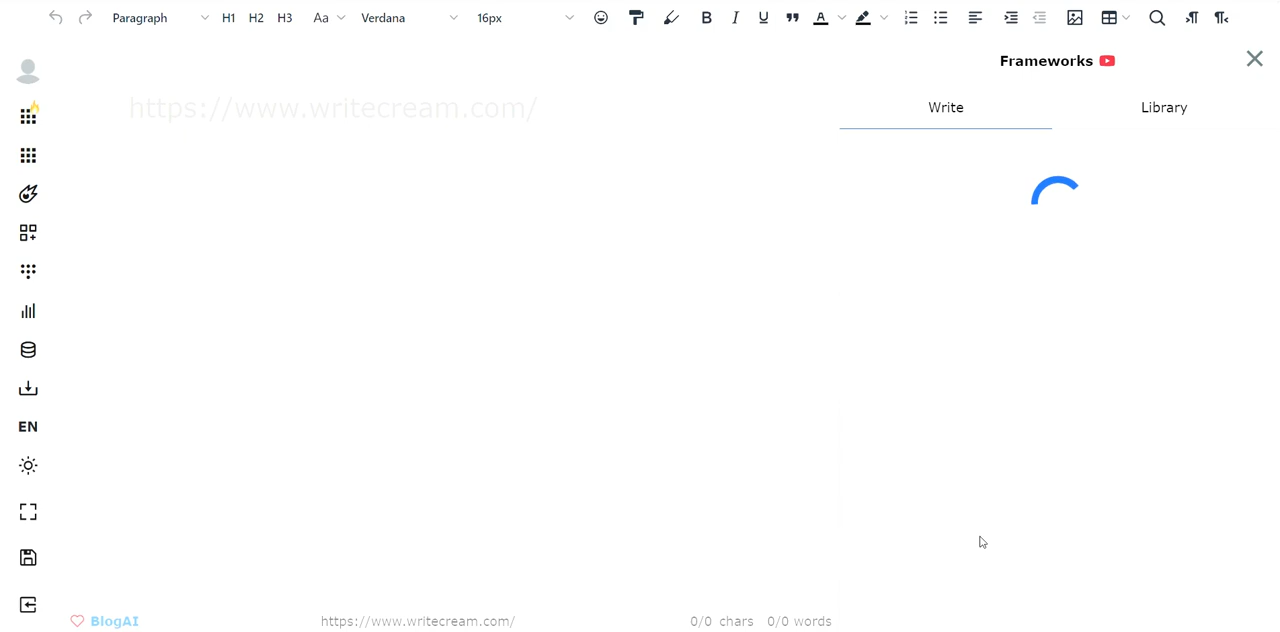 Paragraph H1 H2 H3 Aa Verdana 16px B I U A
Frameworks
https://www.writecream.com/
Write Library
EN
BlogAI https://www.writecream.com/ 0/0 chars 0/0 words